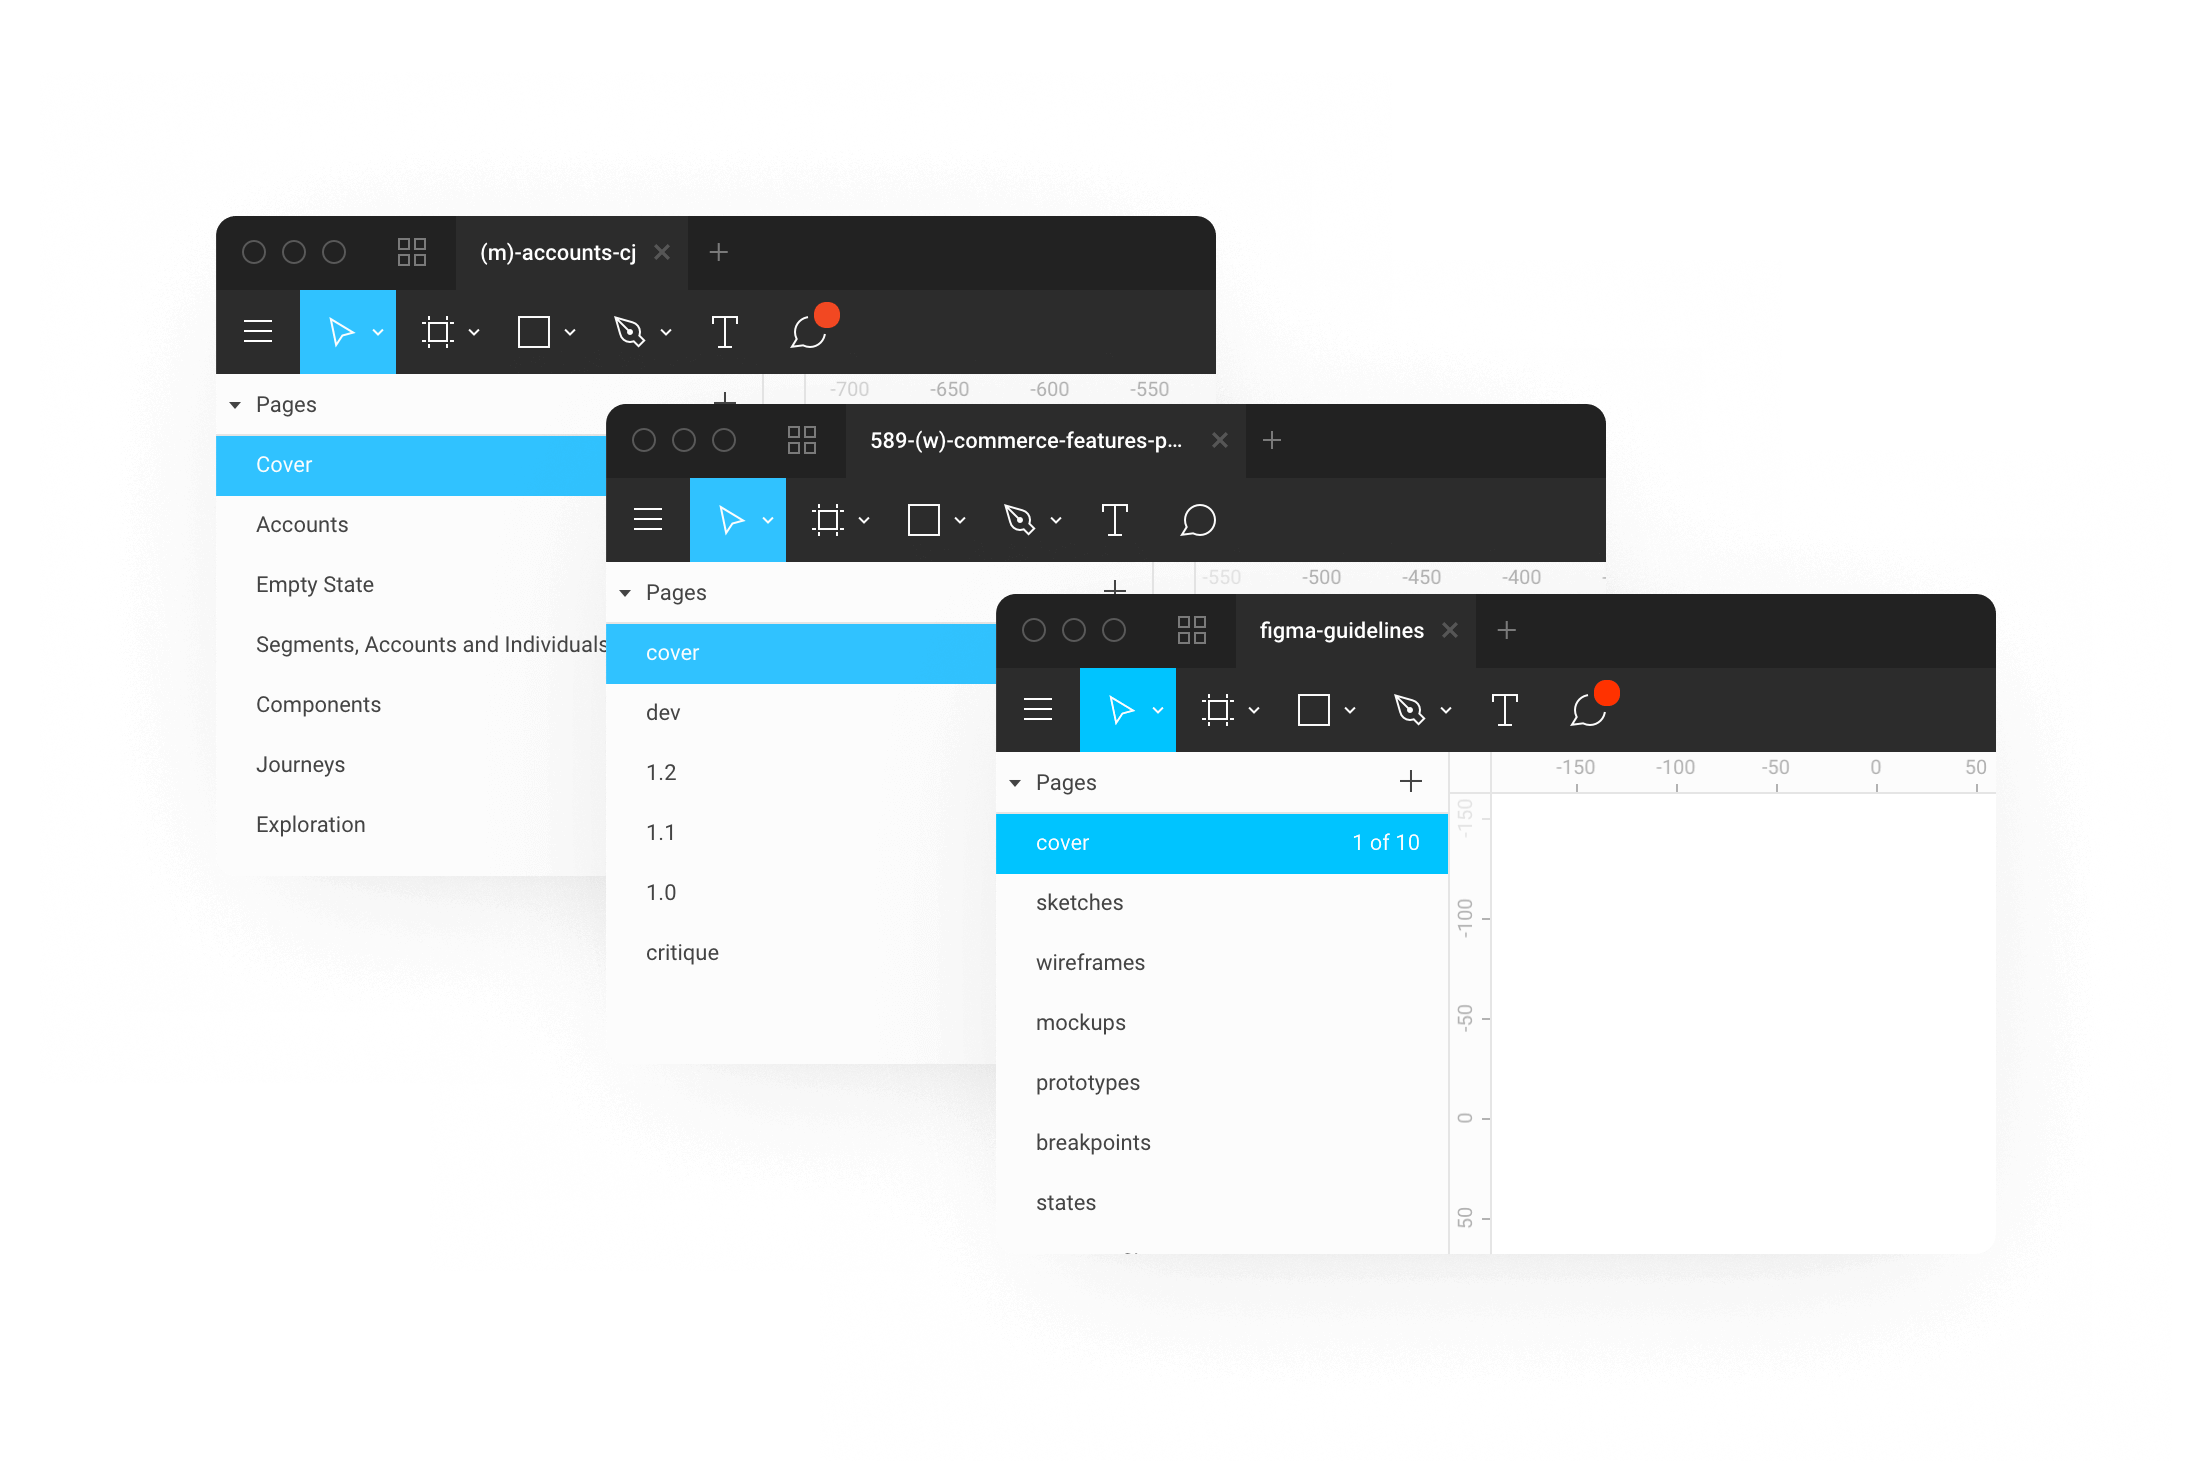 (m)-accounts-cj
-700 -650 -600 -550
Pages
Cover
Accounts
Empty State
Segments, Accounts and Individuals
Components
Journeys
Exploration
589-(w)-commerce-features-p...
-550 -500 -450 -400
Pages
cover
dev
1.2
1.1
1.0
critique
figma-guidelines
-150 -100 -50 0 50
Pages
cover 1 of 10
sketches
wireframes
mockups
prototypes
breakpoints
states
-150
-100
-50
0
50